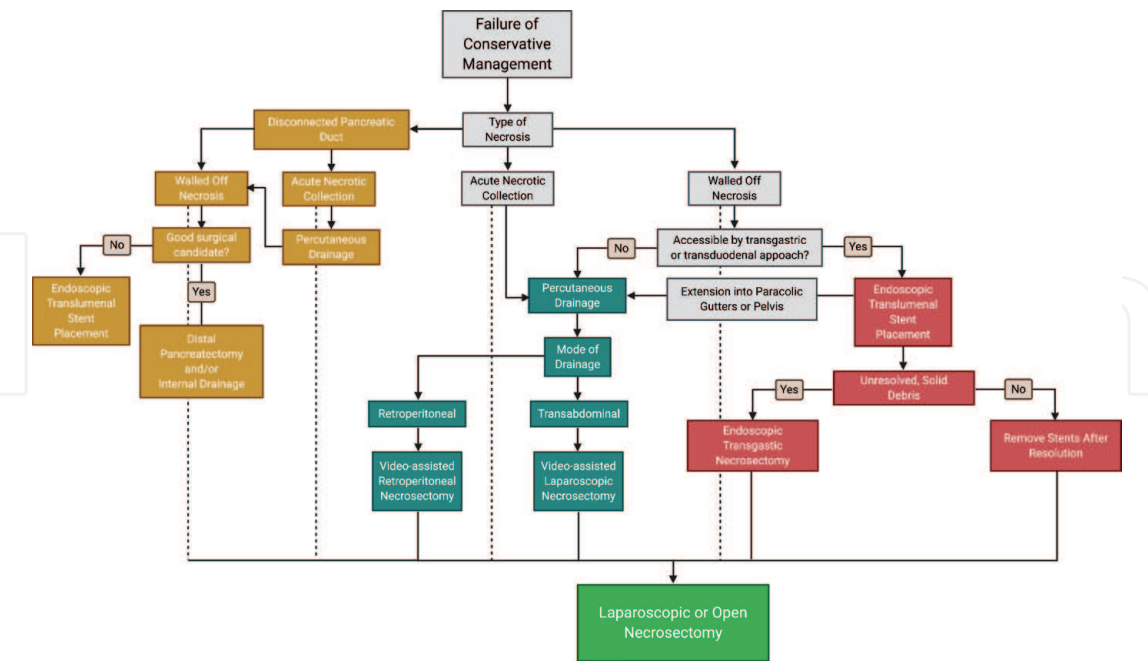 Failure of
Conservative
Management
Disconnected Pancreatic
Duct
Type of
Necrosis
Walled Off
Necrosis
Acute Necrotic
Collection
Acute Necrotic
Collection
Walled Off
Necrosis
No
Good surgical
candidate?
Percutaneous
Drainage
No
Accessible by transgastric
or transduodenal appoach?
Yes
Endoscopic
Translumenal
Stent
Placement
Yes
Percutaneous
Drainage
Extension into Paracolic
Gutters or Pelvis
Endoscopic
Translumenal
Stent
Placement
Distal
Pancreatectomy
and/or
Internal Drainage
Mode of
Drainage
Yes
Unresolved, Solid
Debris
No
Retroperitoneal
Transabdominal
Endoscopic
Transgastic
Necrosectomy
Remove Stents After
Resolution
Video-assisted
Retroperitoneal
Necrosectomy
Video-assisted
Laparoscopic
Necrosectomy
Laparoscopic or Open
Necrosectomy